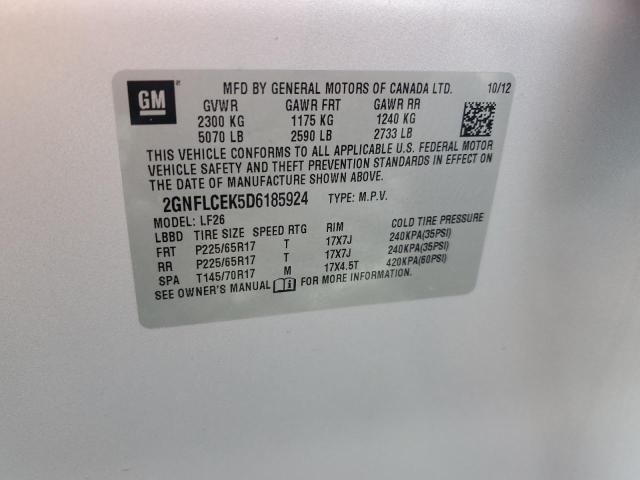 GM
MFD BY GENERAL MOTORS OF CANADA LTD. 10/12
GVWR GAWR FRT GAWR RR
2300 KG 1175 KG 1240 KG
5070 LB 2590 LB 2733 LB
THIS VEHICLE CONFORMS TO ALL APPLICABLE U.S. FEDERAL MOTOR
VEHICLE SAFETY AND THEFT PREVENTION STANDARDS IN EFFECT ON
THE DATE OF MANUFACTURE SHOWN ABOVE.
2GNFLCEK5D6185924 TYPE: M.P.V.
MODEL: LF26
LBBD TIRE SIZE SPEED RTG RIM COLD TIRE PRESSURE
FRT P225/65R17 T 17X7J 240KPA(35PSI)
RR P225/65R17 T 17X7J 240KPA(35PSI)
SPA T145/70R17 M 17X4.5T 420KPA(60PSI)
SEE OWNER'S MANUAL FOR MORE INFORMATION.